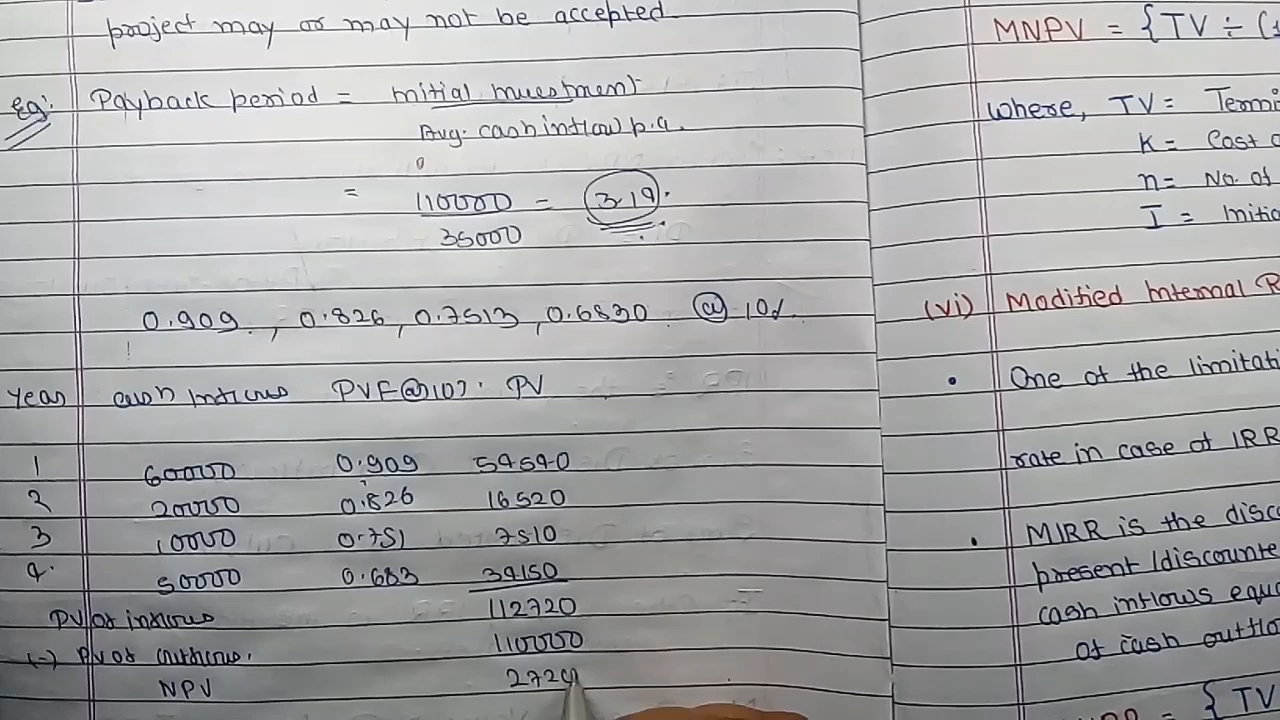 project may or may not be accepted.
Eg: Payback period = Initial investment
Avg. cash inflow p.a.
= 110000 = 3.14.
35000
0.909, 0.826, 0.7513, 0.6830 @ 10%
Year cash inflows PVF@10% PV
1 60000 0.909 54540
2 20000 0.826 16520
3 10000 0.751 7510
4. 50000 0.683 34150
PV of inflows 112720
(-) PV of outflows. 110000
NPV 2720
MNPV = {TV ÷ (1
where, TV = Termi
K = Cost o
n = No. of
I = Initia
(vi) Modified Internal R
• One of the limitati
rate in case of IRR
• MIRR is the disco
present/discounte
cash inflows equa
of cash outflo
= { TV